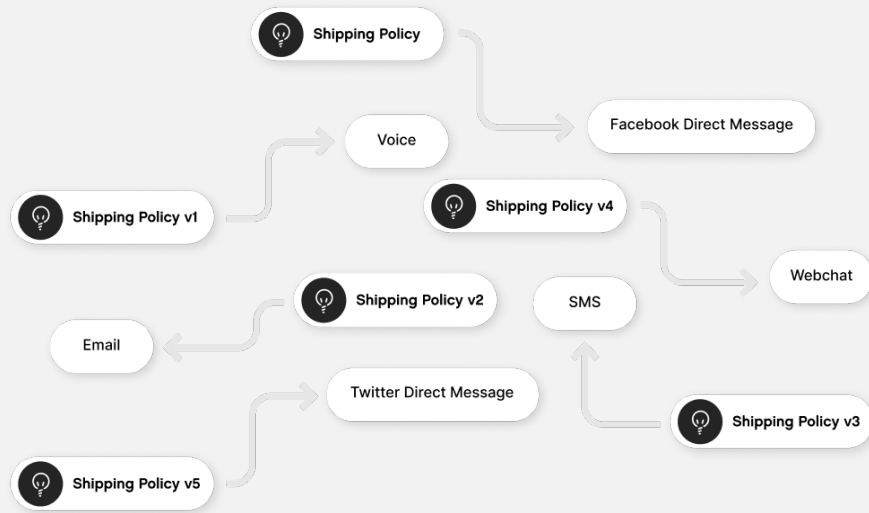 Shipping Policy
Facebook Direct Message
Voice
Shipping Policy v4
Shipping Policy v1
Webchat
Shipping Policy v2
SMS
Email
Twitter Direct Message
Shipping Policy v3
Shipping Policy v5